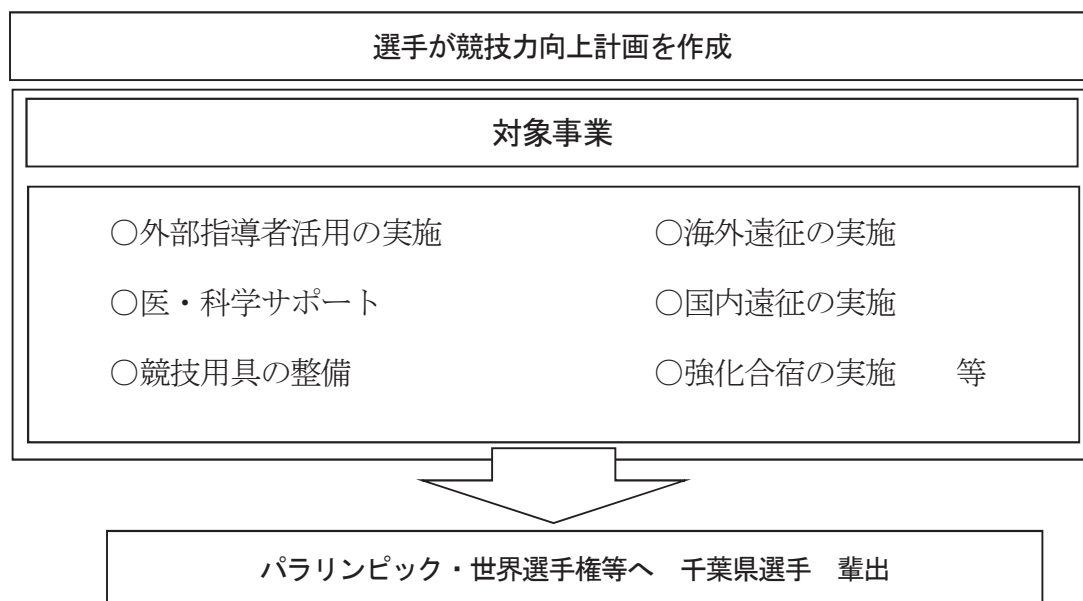 選手が競技力向上計画を作成
対象事業
○外部指導者活用の実施　○海外遠征の実施
○医・科学サポート　○国内遠征の実施
○競技用具の整備　○強化合宿の実施　等
パラリンピック・世界選手権等へ　千葉県選手　輩出